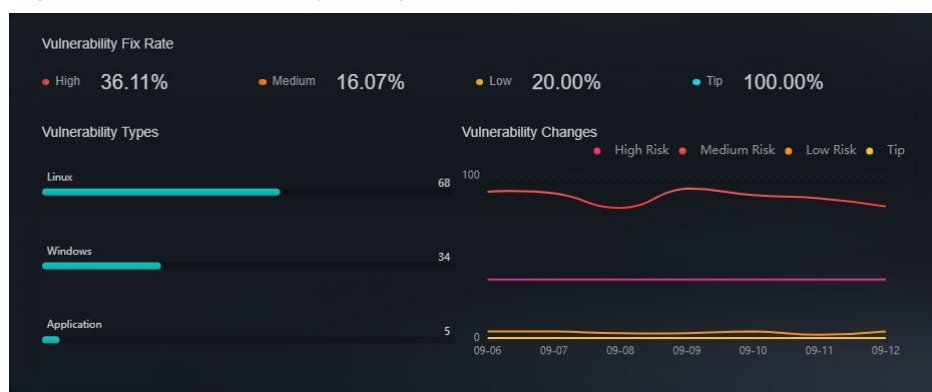 Vulnerability Fix Rate
High 36.11% Medium 16.07% Low 20.00% Tip 100.00%
Vulnerability Types
Linux
68
Windows
34
Application
5
Vulnerability Changes
High Risk Medium Risk Low Risk Tip
100
0
09-06 09-07 09-08 09-09 09-10 09-11 09-12